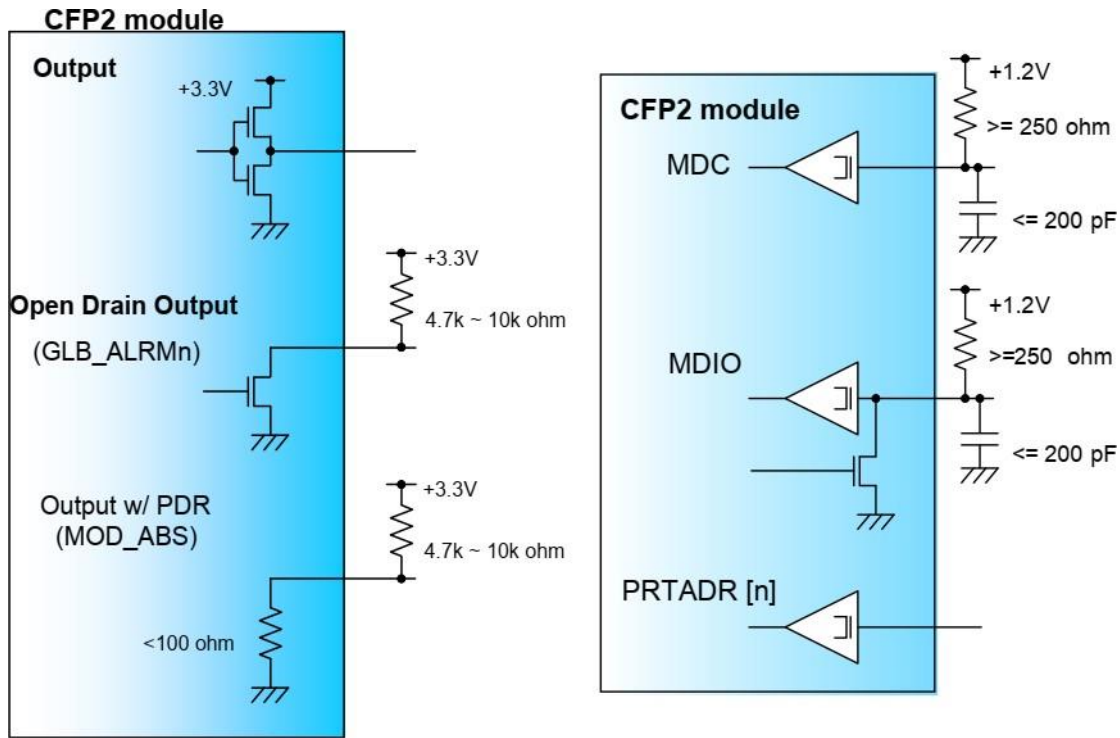 CFP2 module
Output
+3.3V
+3.3V
4.7k ~ 10k ohm
Open Drain Output
(GLB_ALRMn)
+3.3V
4.7k ~ 10k ohm
Output w/ PDR
(MOD_ABS)
<100 ohm
CFP2 module
+1.2V
>= 250 ohm
MDC
<= 200 pF
+1.2V
>=250 ohm
MDIO
<= 200 pF
PRTADR [n]